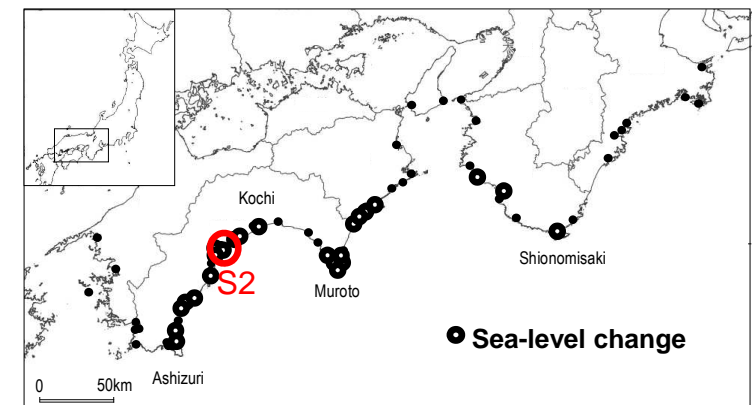 Kochi
S2
Shionomisaki
Muroto
Sea-level change
Ashizuri
0 50km